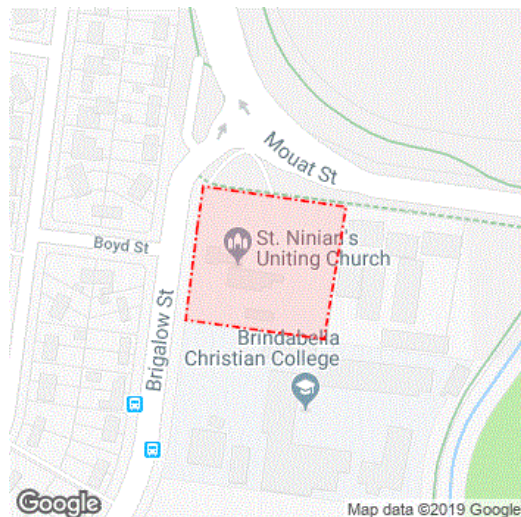 Mouat St
St. Ninian's
Uniting Church
Boyd St
Brigalow St
Brindabella
Christian College
Google
Map data ©2019 Google